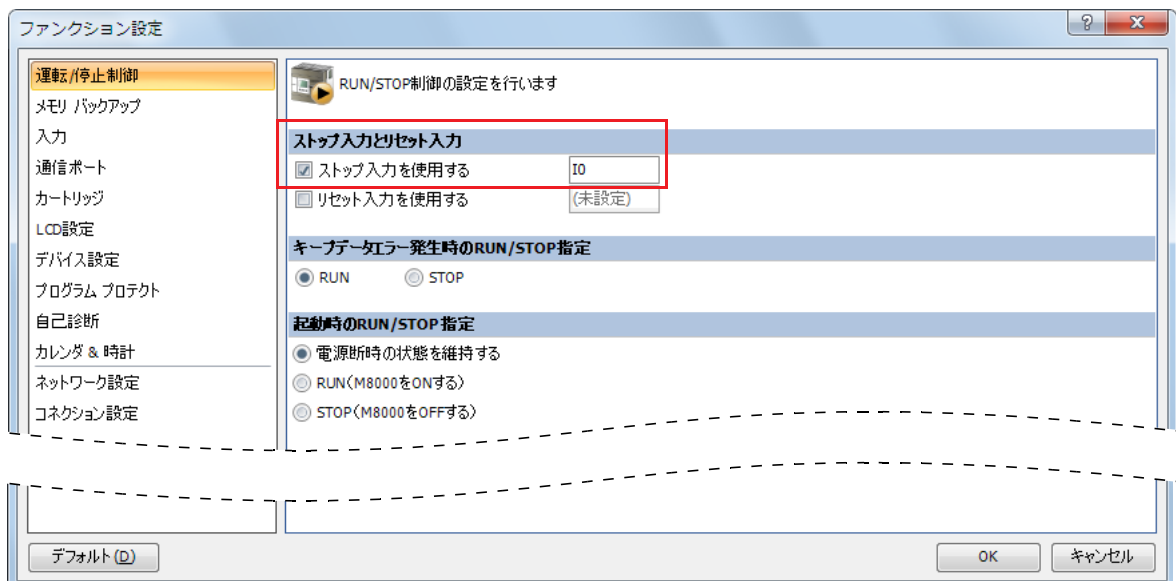 ファンクション設定
?
X
運転/停止制御
メモリ バックアップ
入力
通信ポート
カートリッジ
LCD設定
デバイス設定
プログラム プロテクト
自己診断
カレンダ & 時計
ネットワーク設定
コネクション設定
RUN/STOP制御の設定を行います
ストップ入力とリセット入力
ストップ入力を使用する I0
リセット入力を使用する (未設定)
キープデータエラー発生時のRUN/STOP指定
RUN STOP
起動時のRUN/STOP指定
電源断時の状態を維持する
RUN(M8000をONする)
STOP(M8000をOFFする)
デフォルト(D)
OK
キャンセル